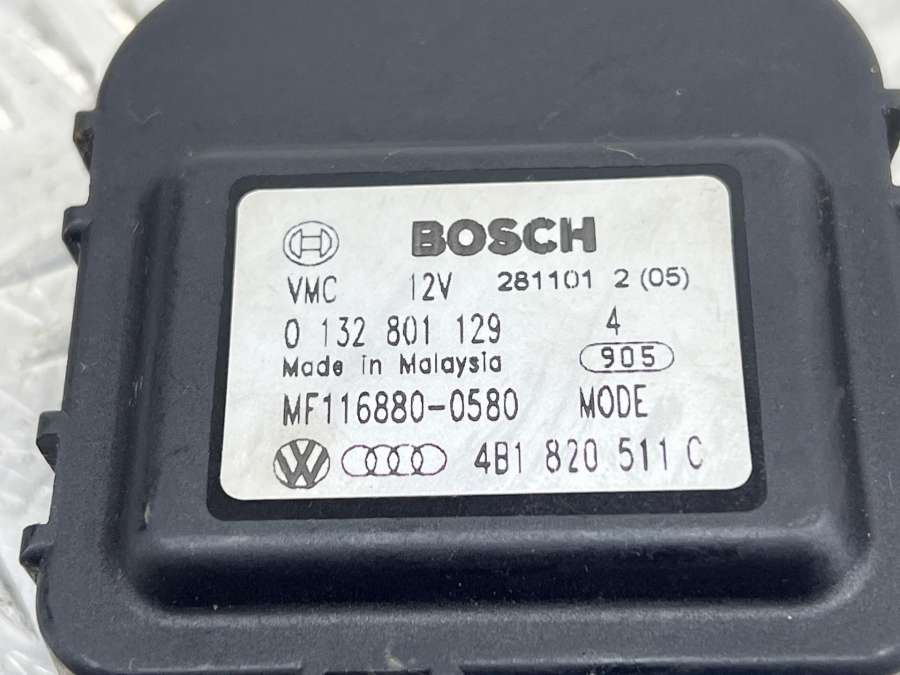 BOSCH
VMC 12V 281101 2 (05)
0 132 801 129 4
Made in Malaysia 905
MF116880-0580 MODE
4B1 820 511 C